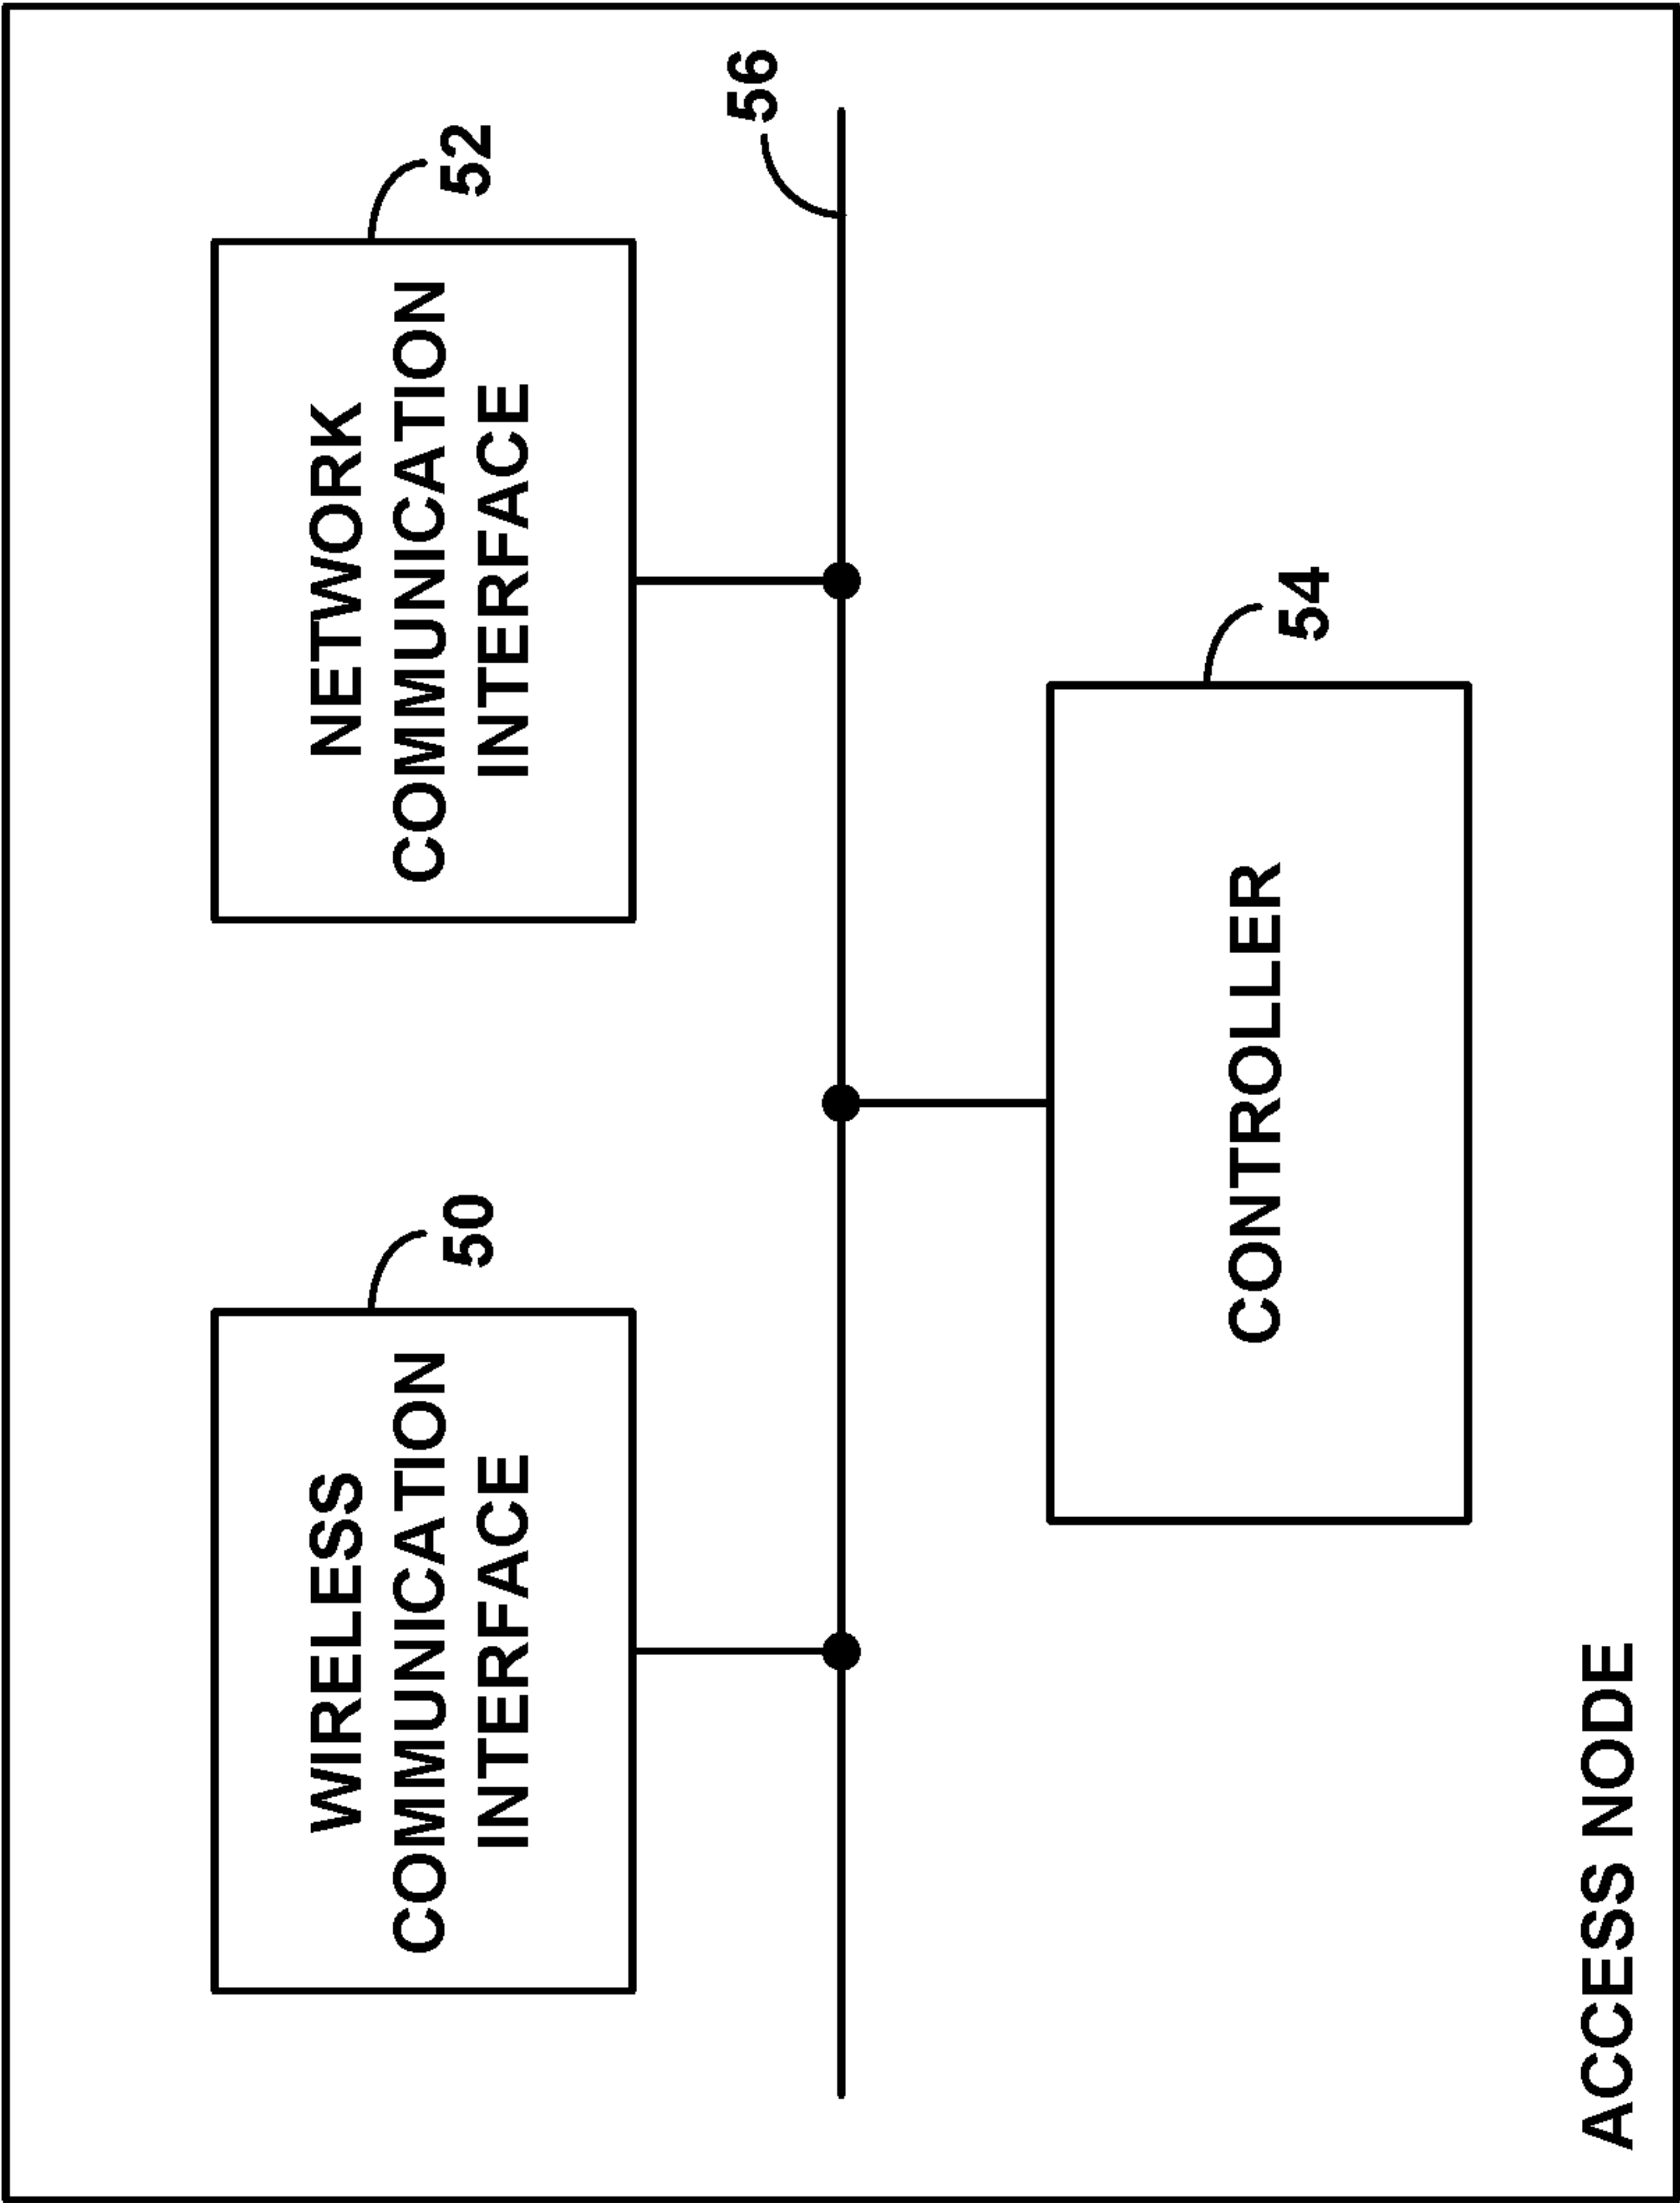 50
WIRELESS
COMMUNICATION
INTERFACE
52
NETWORK
COMMUNICATION
INTERFACE
56
54
CONTROLLER
ACCESS NODE